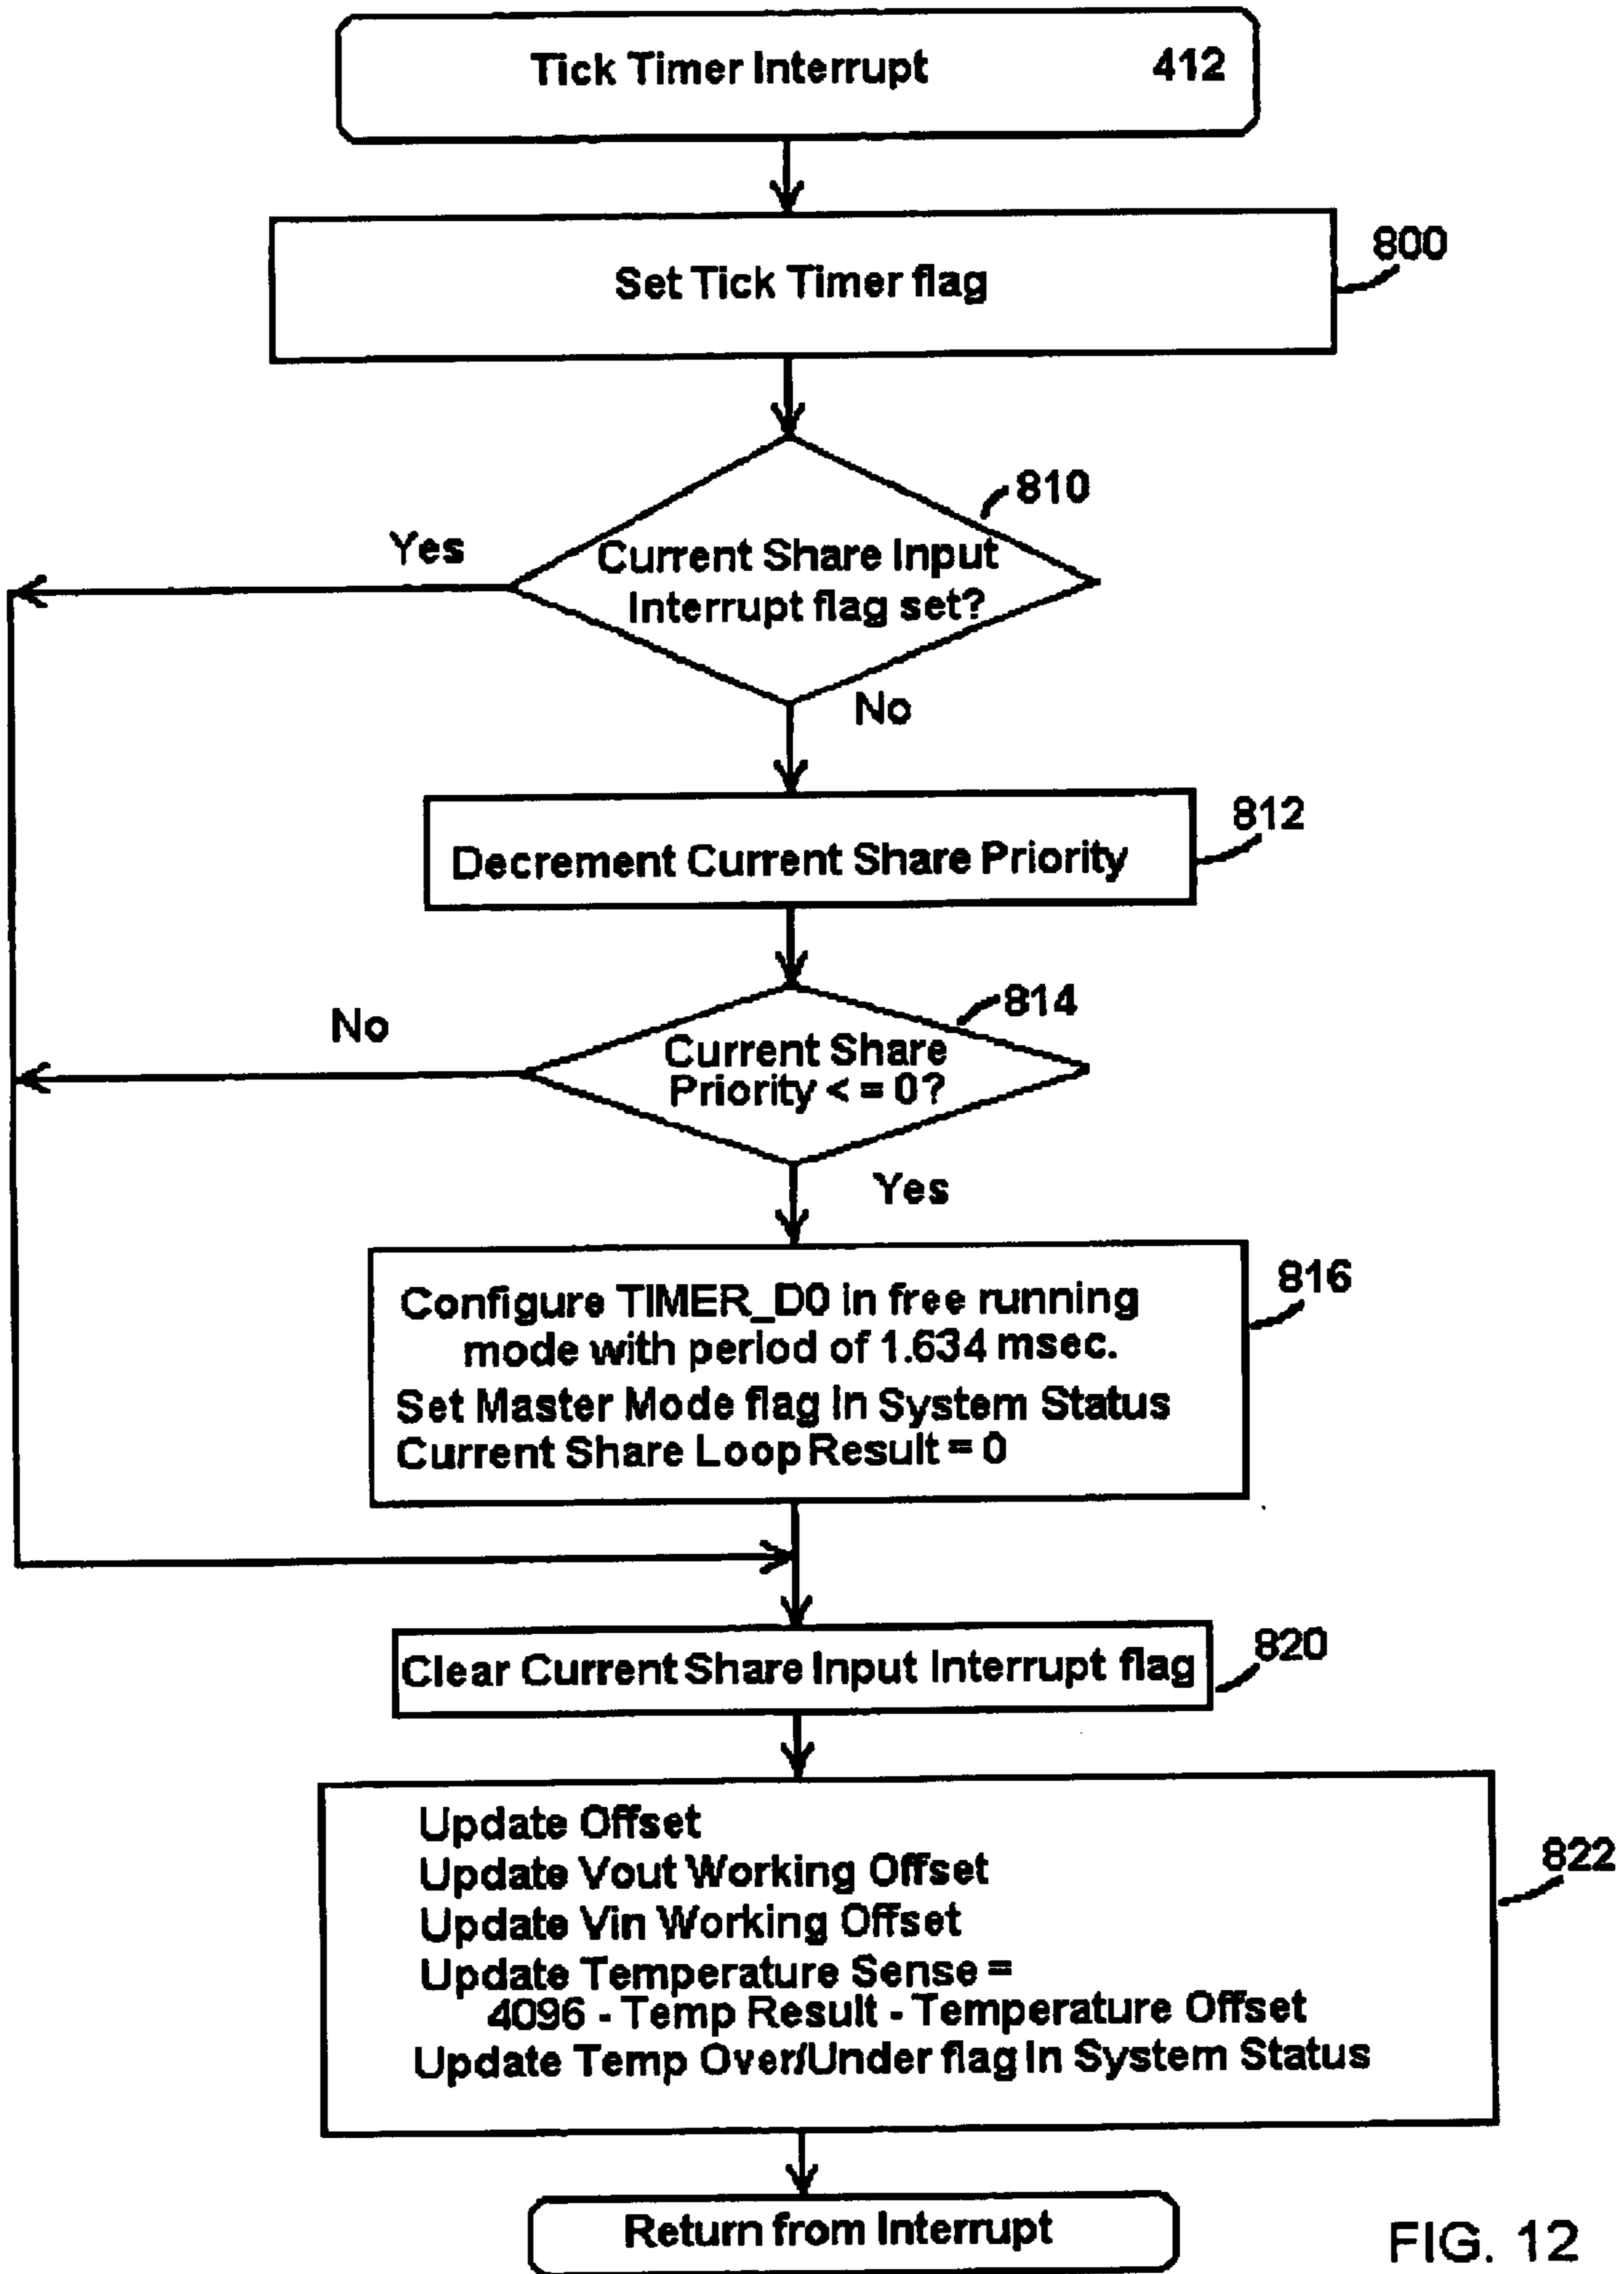 Tick Timer Interrupt 412
Set Tick Timer flag
800
810
Yes
Current Share Input
Interrupt flag set?
No
812
Decrement Current Share Priority
814
No
Current Share
Priority < = 0?
Yes
816
Configure TIMER_D0 in free running
mode with period of 1.634 msec.
Set Master Mode flag in System Status
Current Share Loop Result = 0
820
Clear Current Share Input Interrupt flag
822
Update Offset
Update Vout Working Offset
Update Vin Working Offset
Update Temperature Sense =
4096 - Temp Result - Temperature Offset
Update Temp Over/Under flag in System Status
Return from Interrupt
FIG. 12